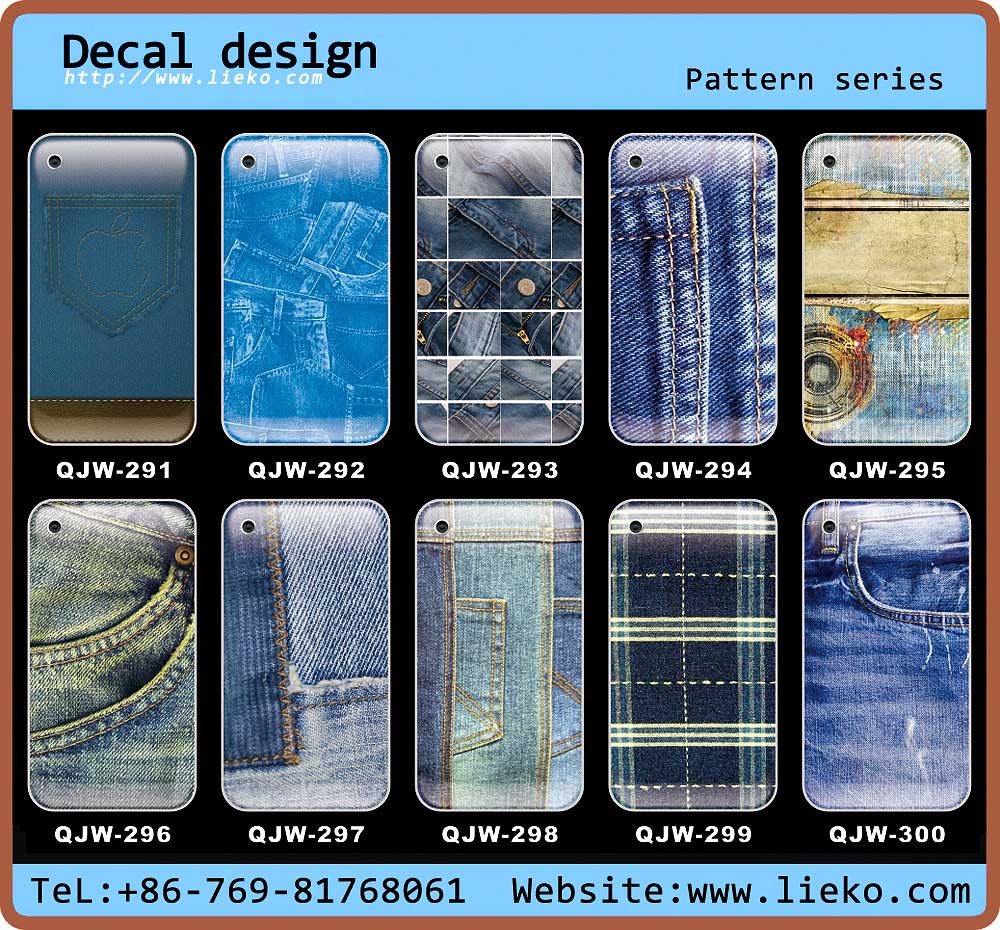 Decal design
http://www.lieko.com
Pattern series
QJW-291 QJW-292 QJW-293 QJW-294 QJW-295
QJW-296 QJW-297 QJW-298 QJW-299 QJW-300
TeL:+86-769-81768061 Website:www.lieko.com